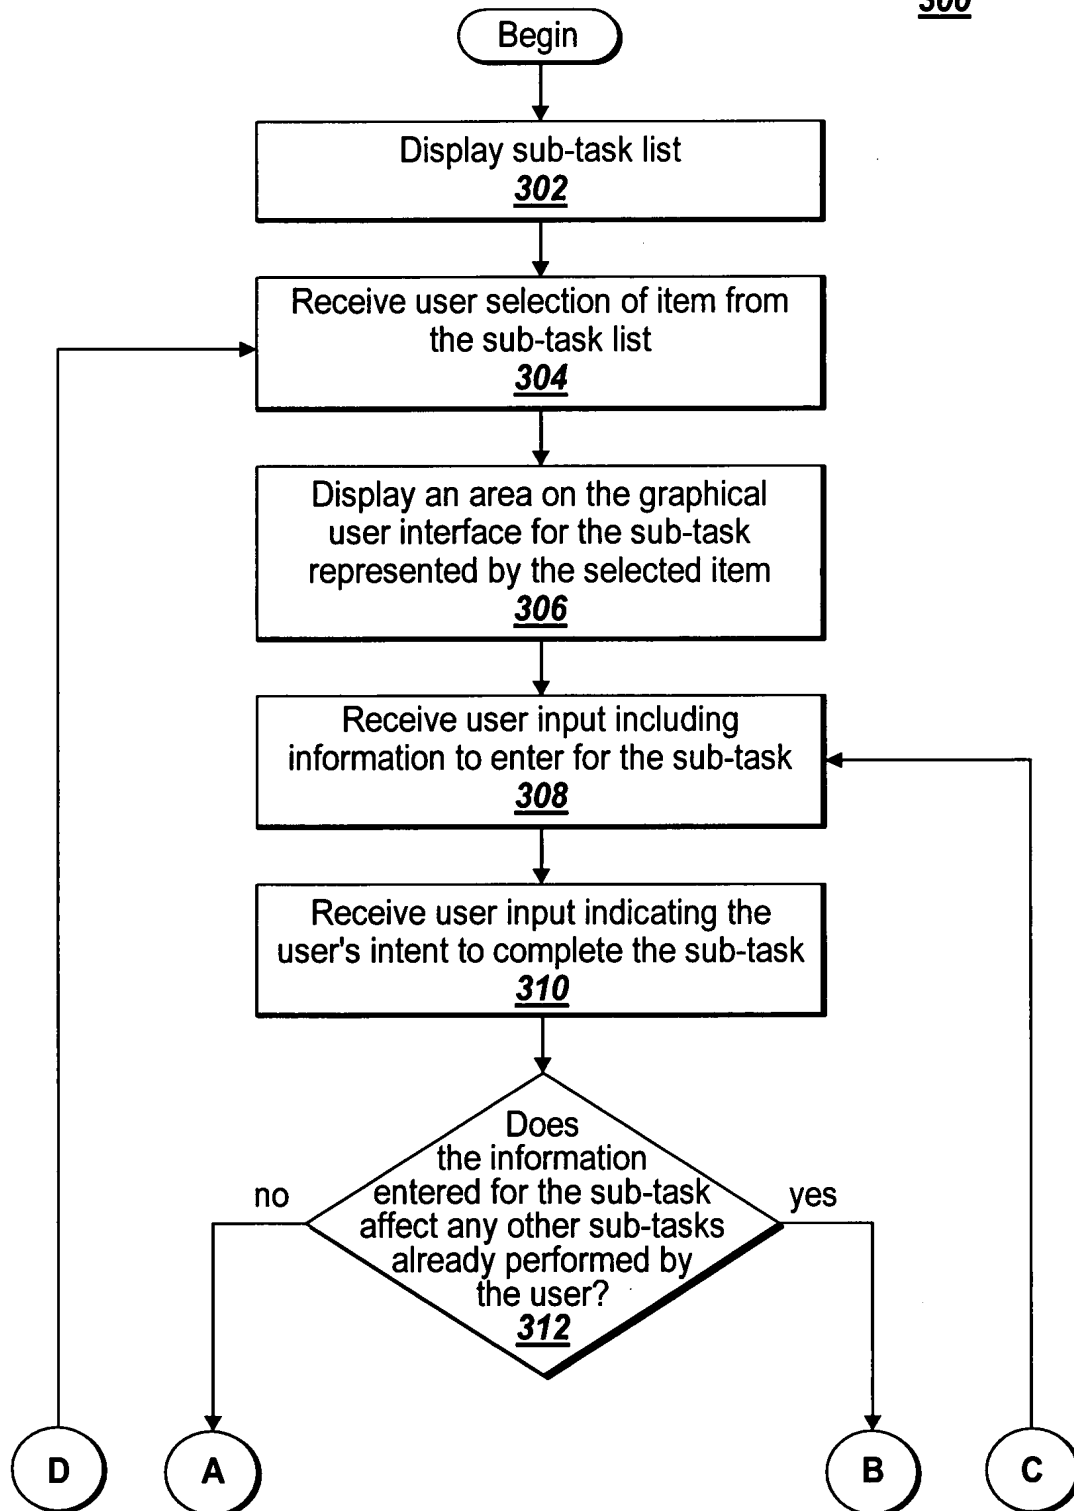 300
Begin
Display sub-task list
302
Receive user selection of item from
the sub-task list
304
Display an area on the graphical
user interface for the sub-task
represented by the selected item
306
Receive user input including
information to enter for the sub-task
308
Receive user input indicating the
user's intent to complete the sub-task
310
Does
the information
entered for the sub-task
affect any other sub-tasks
already performed by
the user?
312
no
yes
D
A
B
C